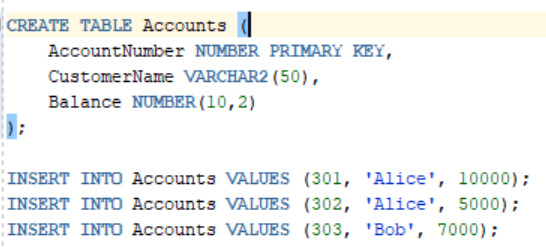 CREATE TABLE Accounts (
    AccountNumber NUMBER PRIMARY KEY,
    CustomerName VARCHAR2(50),
    Balance NUMBER(10,2)
);
INSERT INTO Accounts VALUES (301, 'Alice', 10000);
INSERT INTO Accounts VALUES (302, 'Alice', 5000);
INSERT INTO Accounts VALUES (303, 'Bob', 7000);